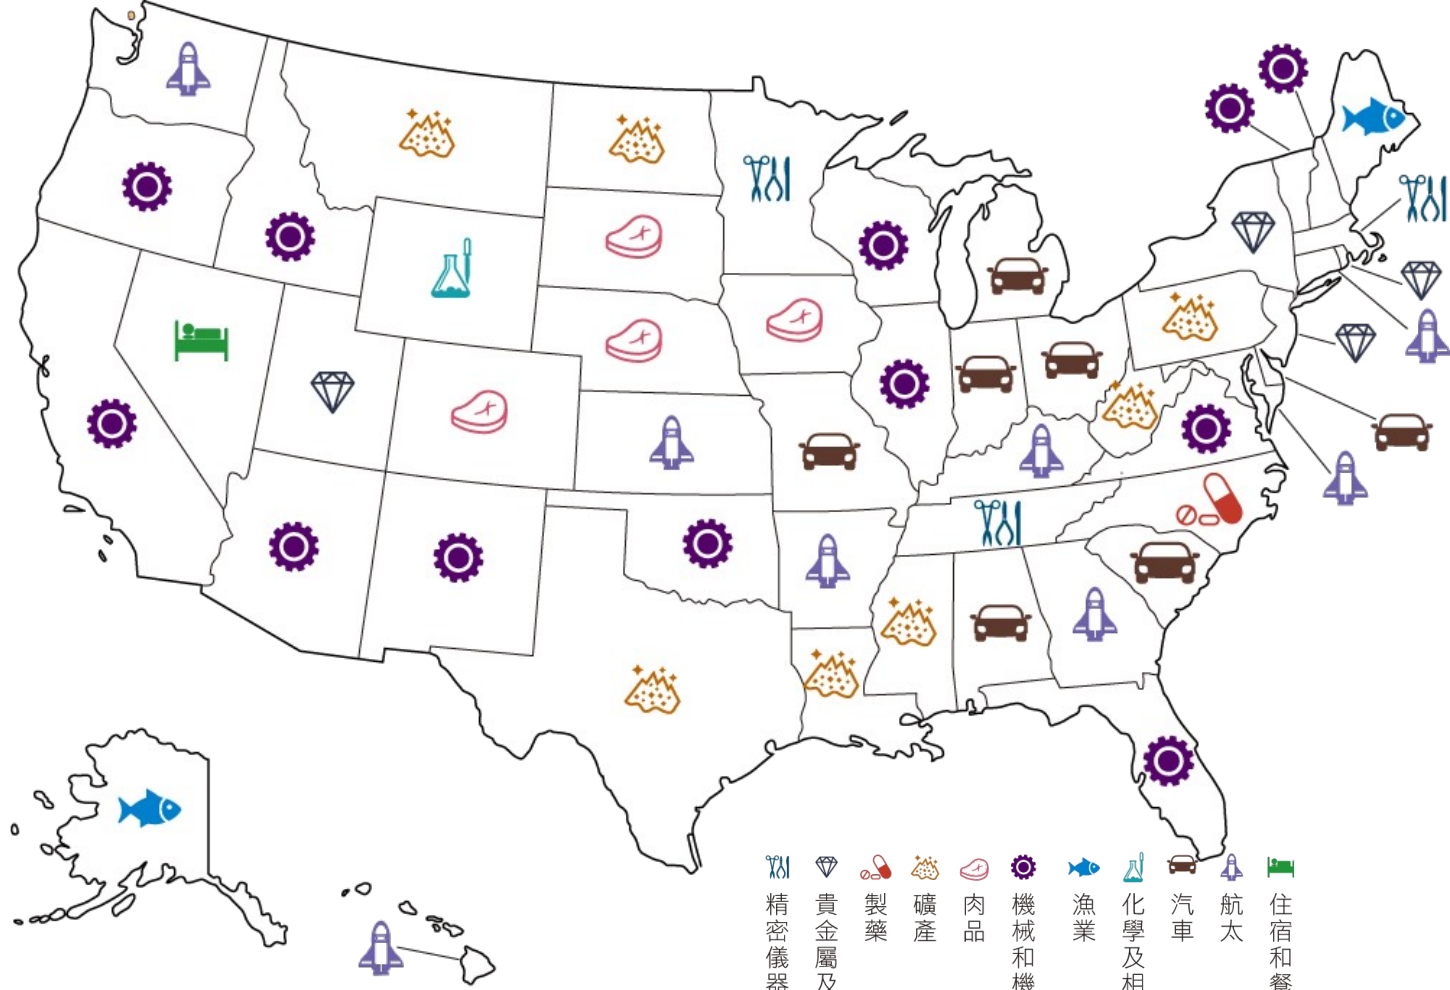 精密儀器
貴金屬及
製藥
礦產
肉品
機械和機
漁業
化學及相
汽車
航太
住宿和餐